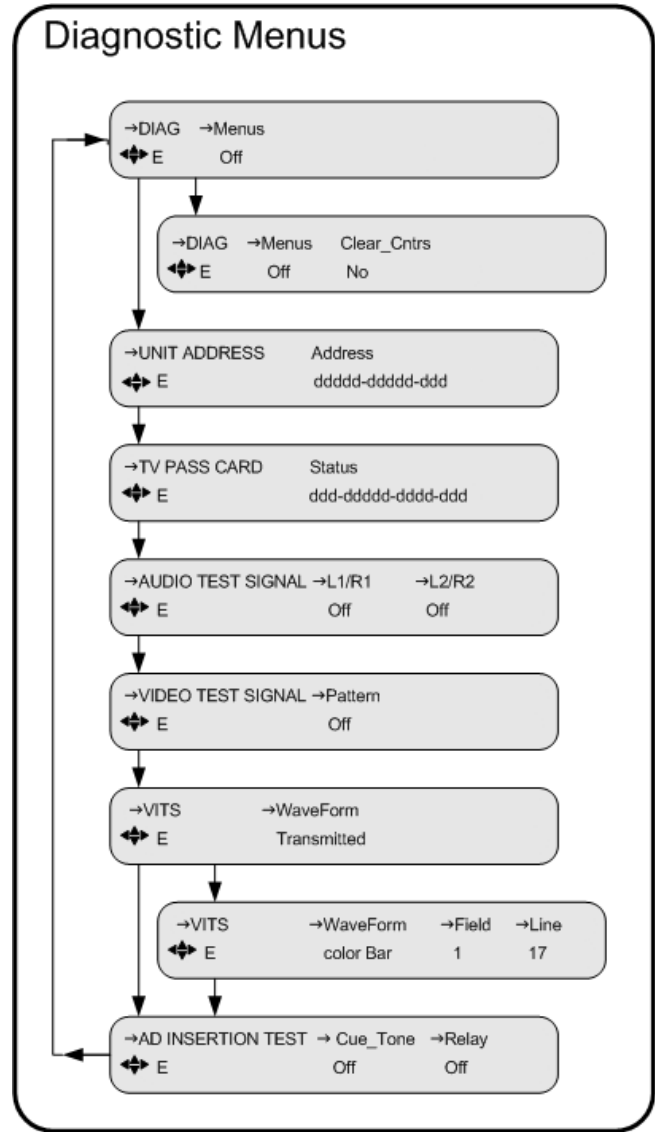 Diagnostic Menus
→DIAG →Menus
E Off
→DIAG →Menus Clear_Cntrs
E Off No
→UNIT ADDRESS Address
E ddddd-ddddd-ddd
→TV PASS CARD Status
E ddd-ddddd-dddd-ddd
→AUDIO TEST SIGNAL →L1/R1 →L2/R2
E Off Off
→VIDEO TEST SIGNAL →Pattern
E Off
→VITS →WaveForm
E Transmitted
→VITS →WaveForm →Field →Line
E color Bar 1 17
→AD INSERTION TEST → Cue_Tone →Relay
E Off Off